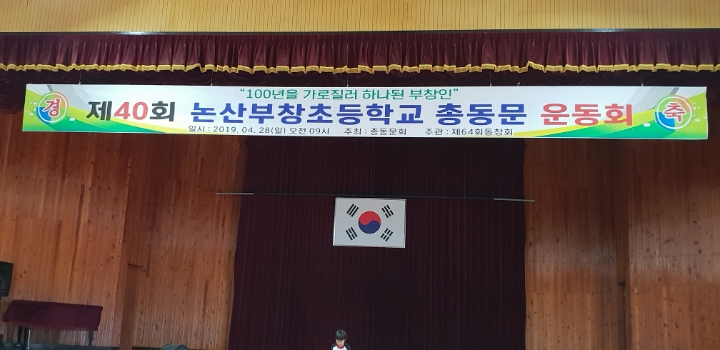 "100년을 가로질러 하나된 부창인"
경 제40회 논산부창초등학교 총동문 운동회 축
일시 : 2019. 04. 28(일) 오전 09시 주최 : 총동문회 주관 : 제64회동창회